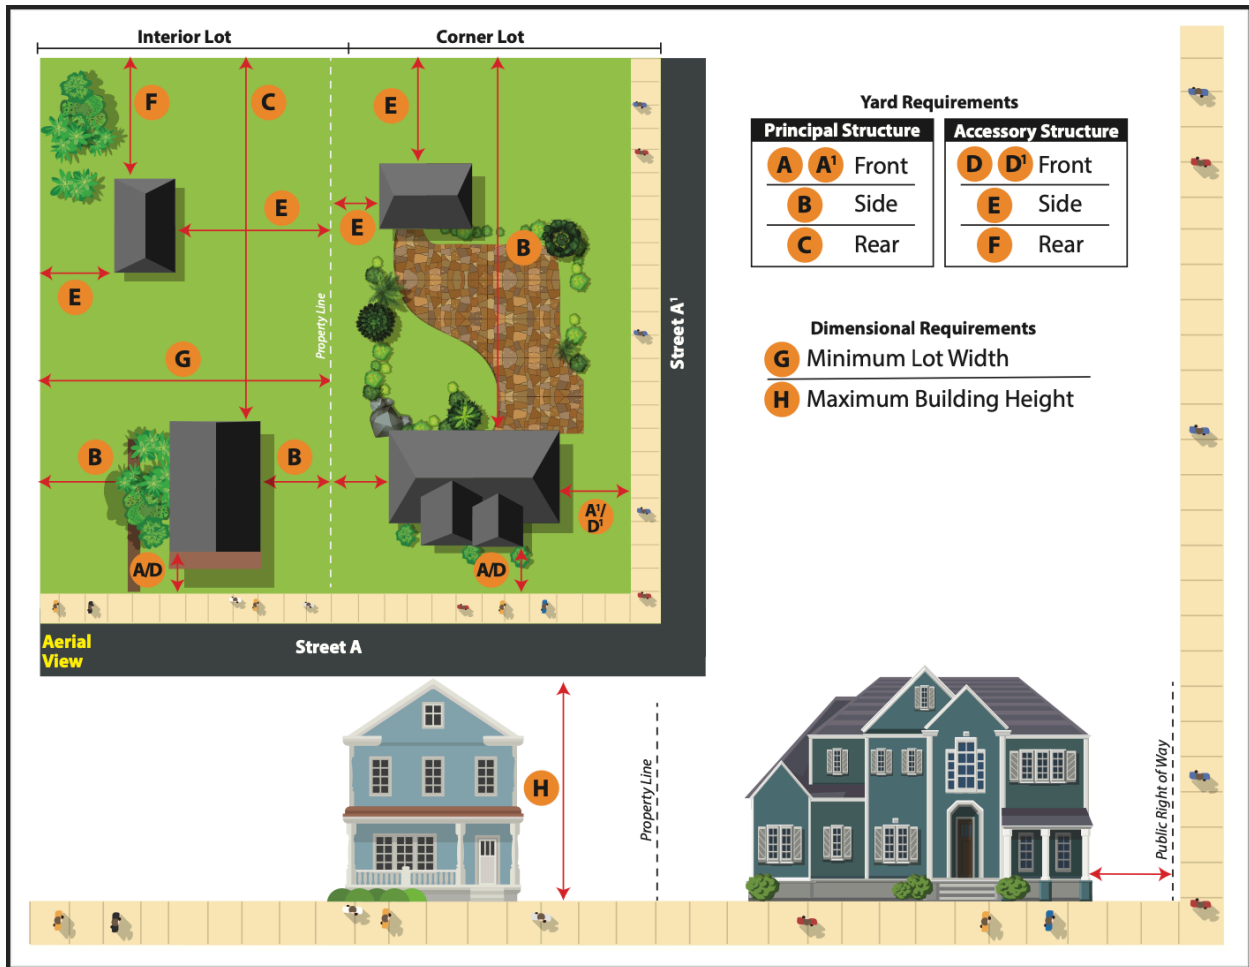 Interior Lot
Corner Lot
F
C
E
E
E
E
B
G
B
B
A/D
A/D
A¹/
D¹
Property Line
Street A¹
Aerial
View
Street A
Yard Requirements
Principal Structure
A A¹ Front
B Side
C Rear
Accessory Structure
D D¹ Front
E Side
F Rear
Dimensional Requirements
G Minimum Lot Width
H Maximum Building Height
H
Property Line
Public Right of Way